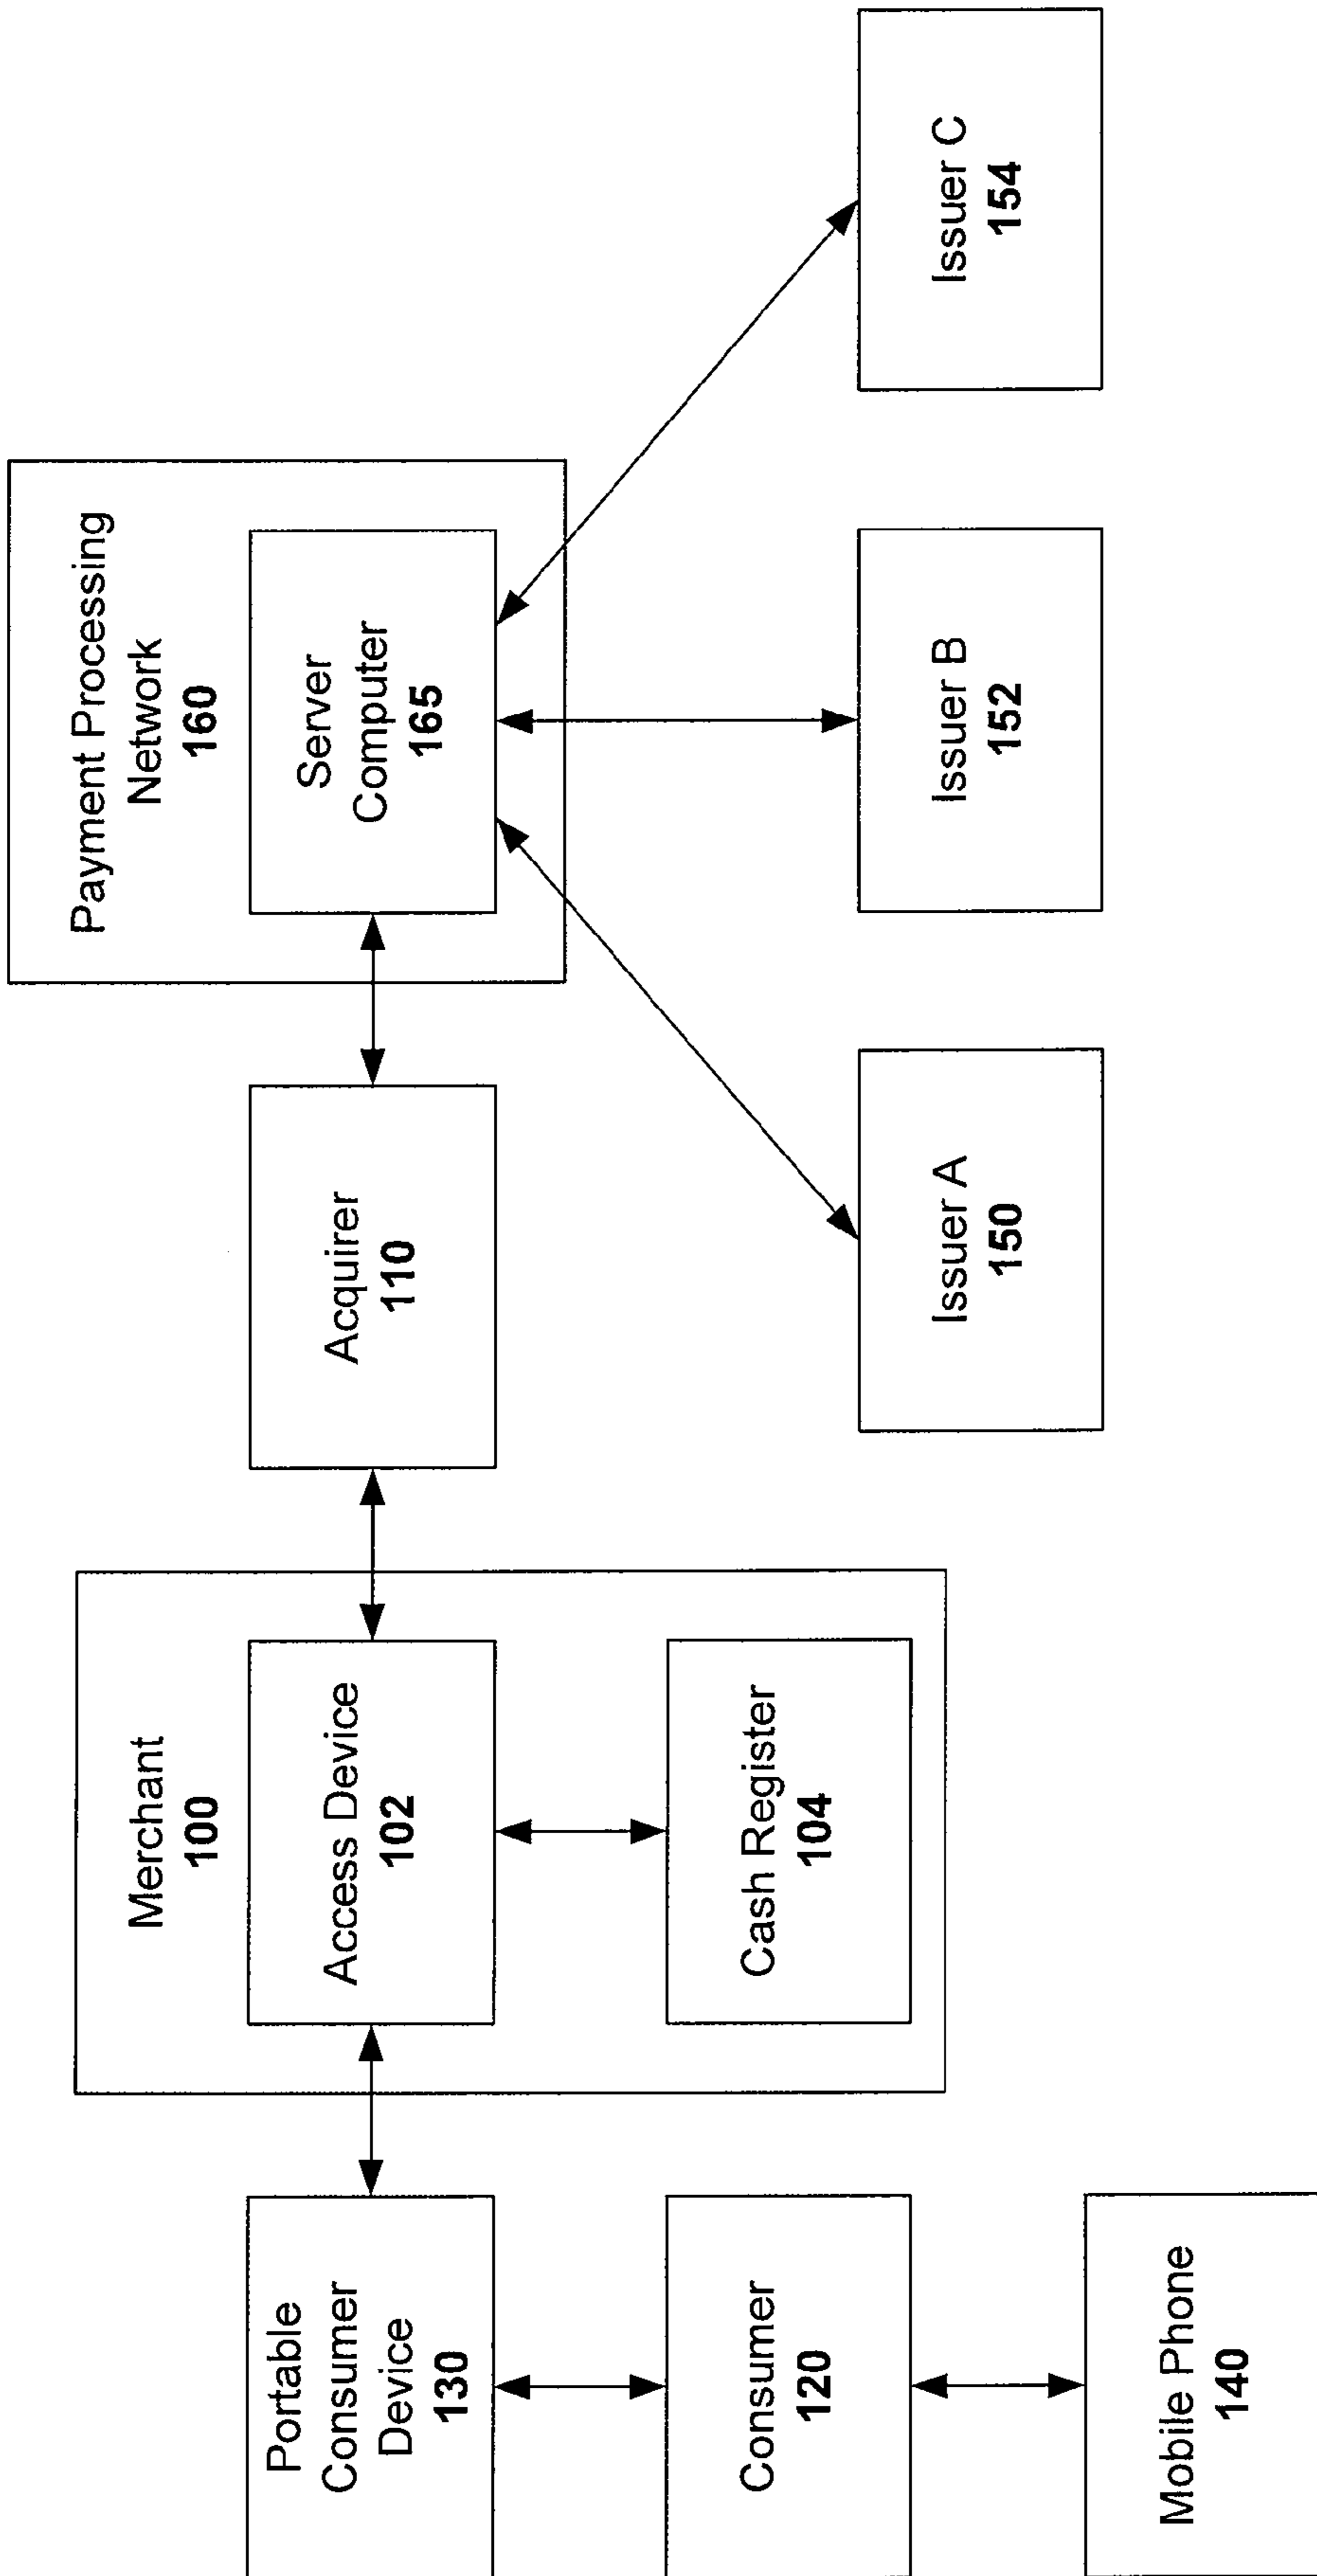 Portable
Consumer
Device
130
Consumer
120
Mobile Phone
140
Merchant
100
Access Device
102
Cash Register
104
Acquirer
110
Payment Processing
Network
160
Server
Computer
165
Issuer A
150
Issuer B
152
Issuer C
154